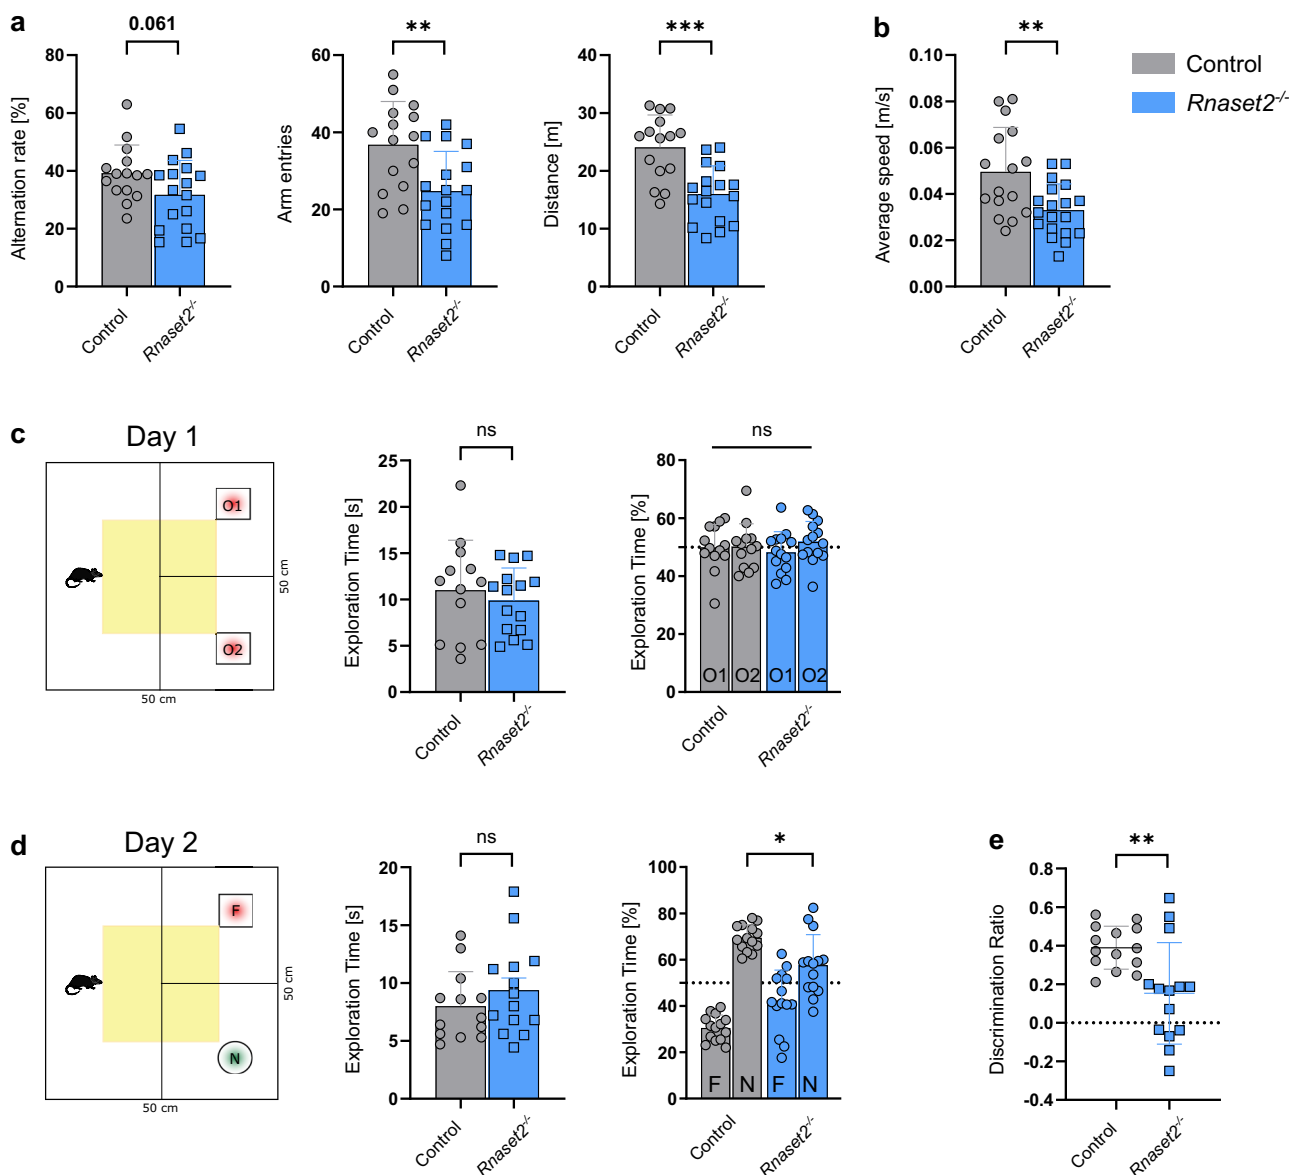 a
0.061
Alternation rate [%]
80
60
40
20
0
Control
Rnaset2-/-
**
Arm entries
60
40
20
0
Control
Rnaset2-/-
***
Distance [m]
40
30
20
10
0
Control
Rnaset2-/-
b
**
Average speed [m/s]
0.10
0.08
0.06
0.04
0.02
0.00
Control
Rnaset2-/-
Control
Rnaset2-/-
c
Day 1
O1
O2
50 cm
50 cm
ns
Exploration Time [s]
25
20
15
10
5
0
Control
Rnaset2-/-
ns
Exploration Time [%]
80
60
40
20
0
O1 O2 O1 O2
Control
Rnaset2-/-
d
Day 2
F
N
50 cm
50 cm
ns
Exploration Time [s]
20
15
10
5
0
Control
Rnaset2-/-
*
Exploration Time [%]
100
80
60
40
20
0
F N F N
Control
Rnaset2-/-
e
**
Discrimination Ratio
0.8
0.6
0.4
0.2
0.0
-0.2
-0.4
Control
Rnaset2-/-